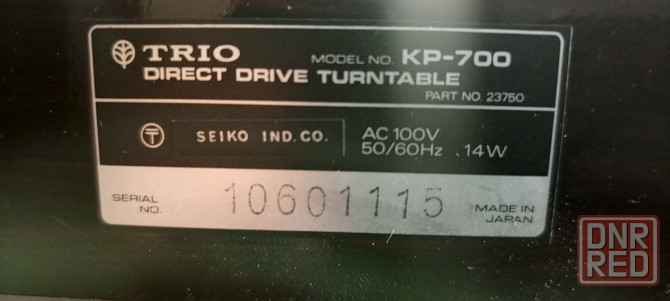 TRIO MODEL NO. KP-700
DIRECT DRIVE TURNTABLE
PART NO. 23750
〒 SEIKO IND. CO. AC 100V
50/60Hz 14W
SERIAL NO. 10601115 MADE IN JAPAN
DNR
RED